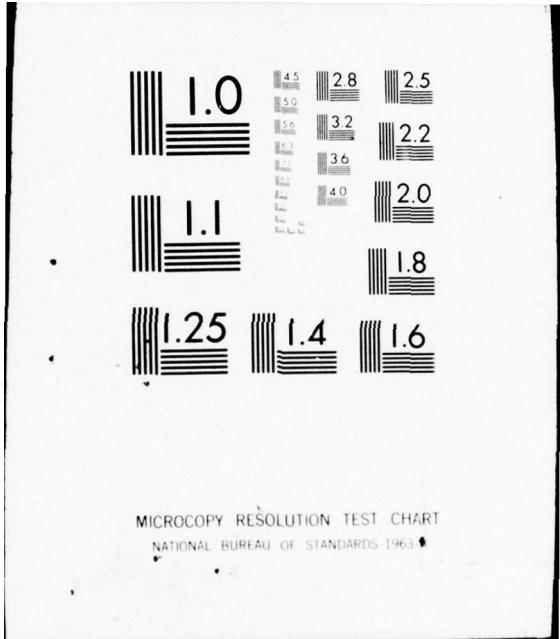 1.0
4.5 2.8 2.5
5.0
5.6 3.2 2.2
6.3
3.6
4.0 2.0
1.1
1.8
1.25 1.4 1.6
MICROCOPY RESOLUTION TEST CHART
NATIONAL BUREAU OF STANDARDS-1963-